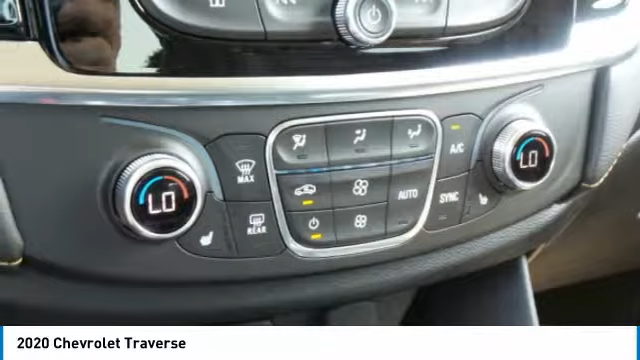 MAX
A/C
LO
LO
AUTO
SYNC
REAR
2020 Chevrolet Traverse